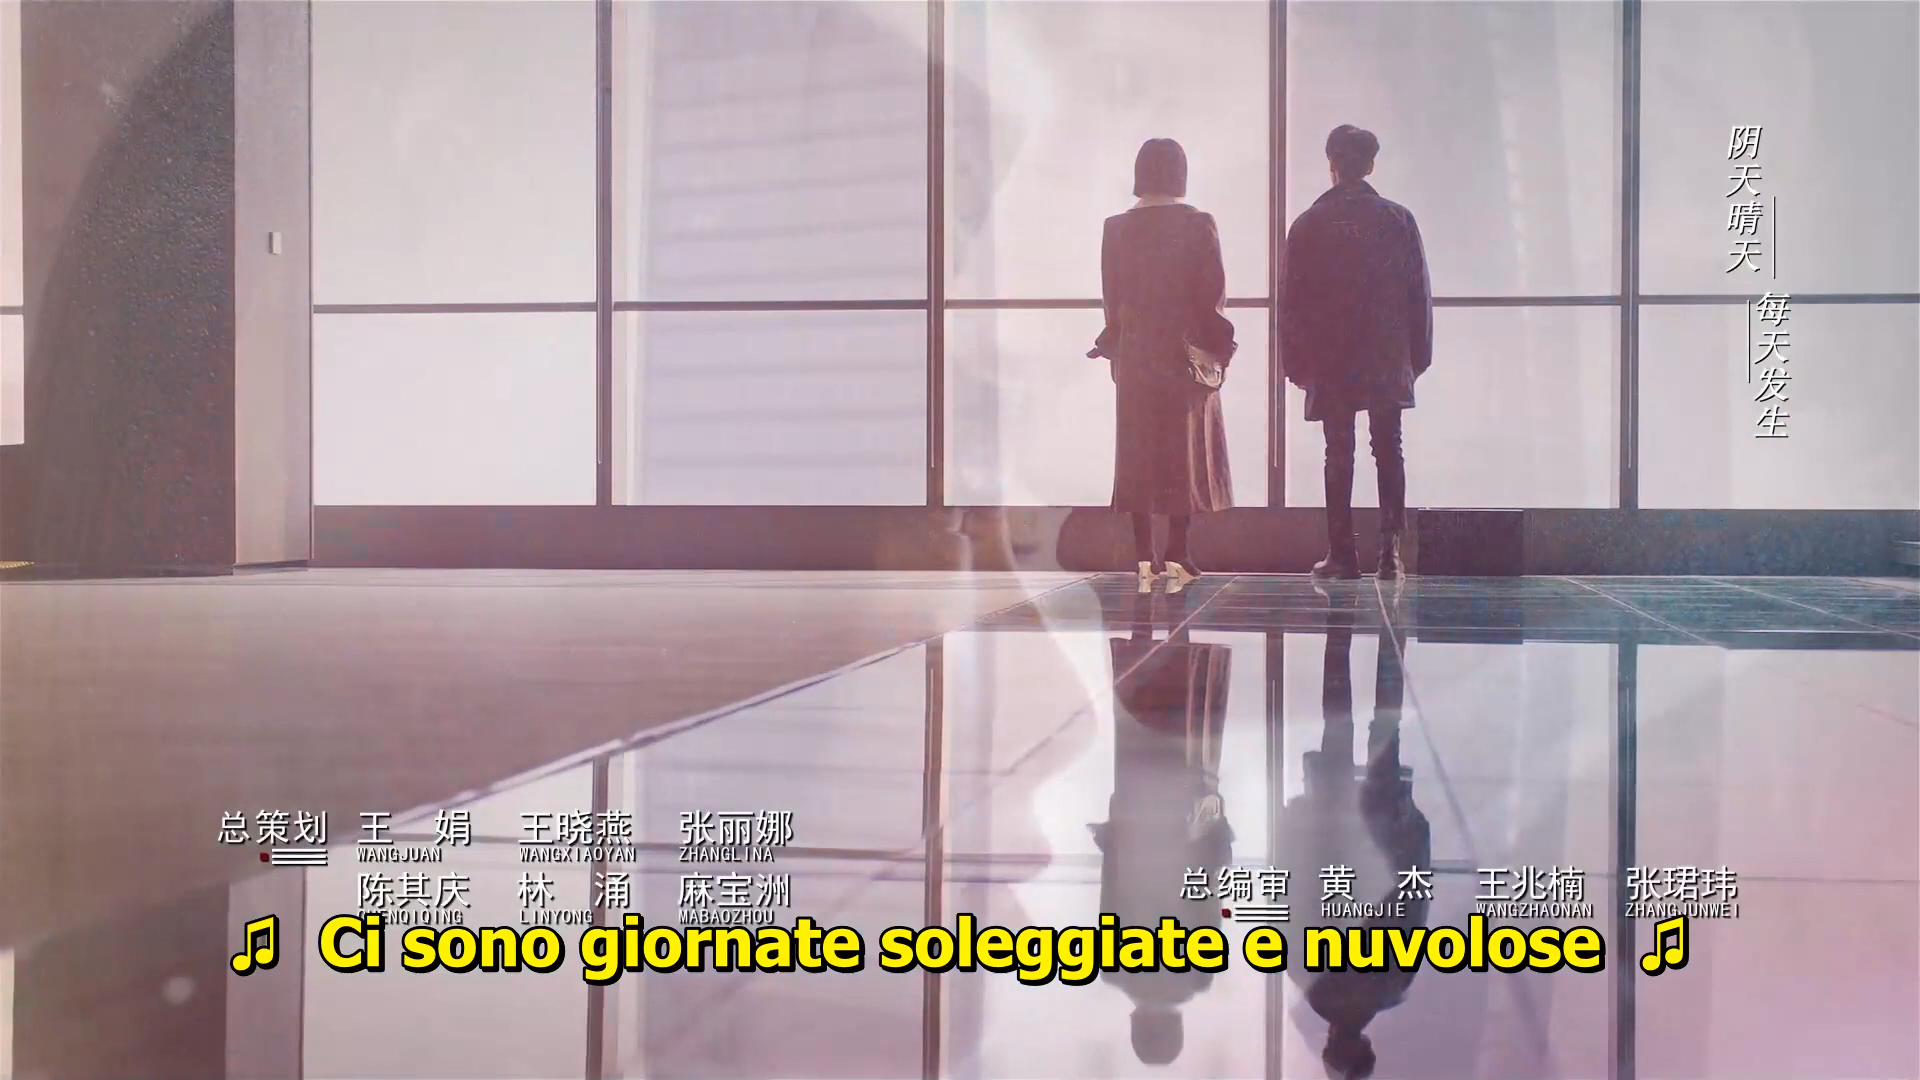 阴天晴天
每天发生
总策划 王 娟 王晓燕 张丽娜
WANGJUAN WANGXIAOYAN ZHANGLINA
陈其庆 林 涌 麻宝洲
CHENQIQING LINYONG MABAOZHOU
总编审 黄 杰 王兆楠 张珺玮
HUANGJIE WANGZHAONAN ZHANGJUNWEI
♫ Ci sono giornate soleggiate e nuvolose ♫